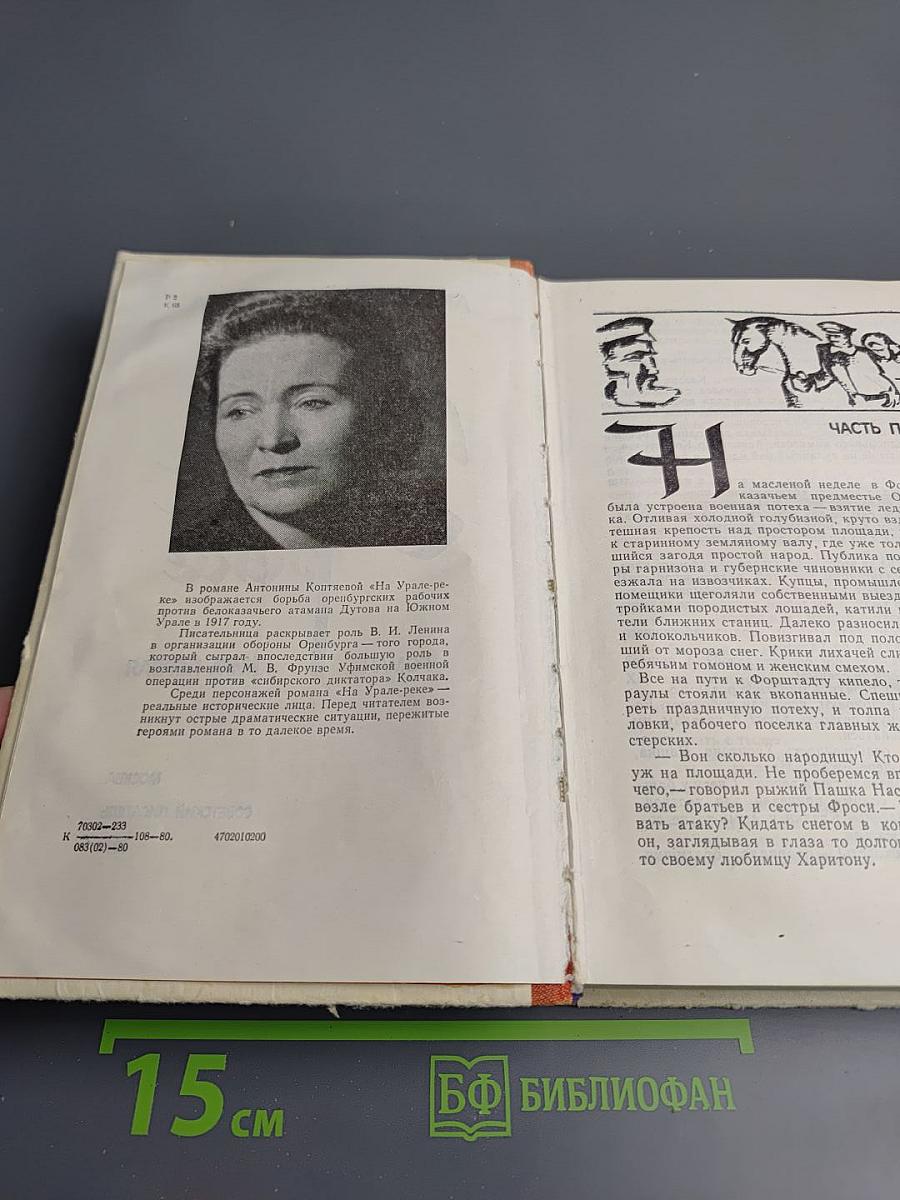 Р 2
К 65
В романе Антонины Коптяевой «На Урале-ре-
ке» изображается борьба оренбургских рабочих
против белоказачьего атамана Дутова на Южном
Урале в 1917 году.
Писательница раскрывает роль В. И. Ленина
в организации обороны Оренбурга — того города,
который сыграл впоследствии большую роль в
возглавленной М. В. Фрунзе Уфимской военной
операции против «сибирского диктатора» Колчака.
Среди персонажей романа «На Урале-реке» —
реальные исторические лица. Перед читателем воз-
никнут острые драматические ситуации, пережитые
героями романа в то далекое время.
МОСКВА
СОВЕТСКИЙ ПИСАТЕЛЬ
70302—233
К —108—80. 4702010200
083(02)—80
ЧАСТЬ П
На масленой неделе в Фо
казачьем предместье О
была устроена военная потеха — взятие лед
ка. Отливая холодной голубизной, круто вз
тешная крепость над простором площади,
к старинному земляному валу, где уже тол
шийся загодя простой народ. Публика по
ры гарнизона и губернские чиновники с се
езжала на извозчиках. Купцы, промышле
помещики щеголяли собственными выезд
тройками породистых лошадей, катили
тели ближних станиц. Далеко разносил
и колокольчиков. Повизгивал под поло
ший от мороза снег. Крики лихачей сли
ребячьим гомоном и женским смехом.
Все на пути к Форштадту кипело, —
раулы стояли как вкопанные. Спеши
реть праздничную потеху, и толпа
ловки, рабочего поселка главных ж
стерских.
— Вон сколько народищу! Кто
уж на площади. Не проберемся вп
чего,— говорил рыжий Пашка Нас
возле братьев и сестры Фроси.—
вать атаку? Кидать снегом в ко
он, заглядывая в глаза то долго
то своему любимцу Харитону.
15 см
БФ БИБЛИОФАН